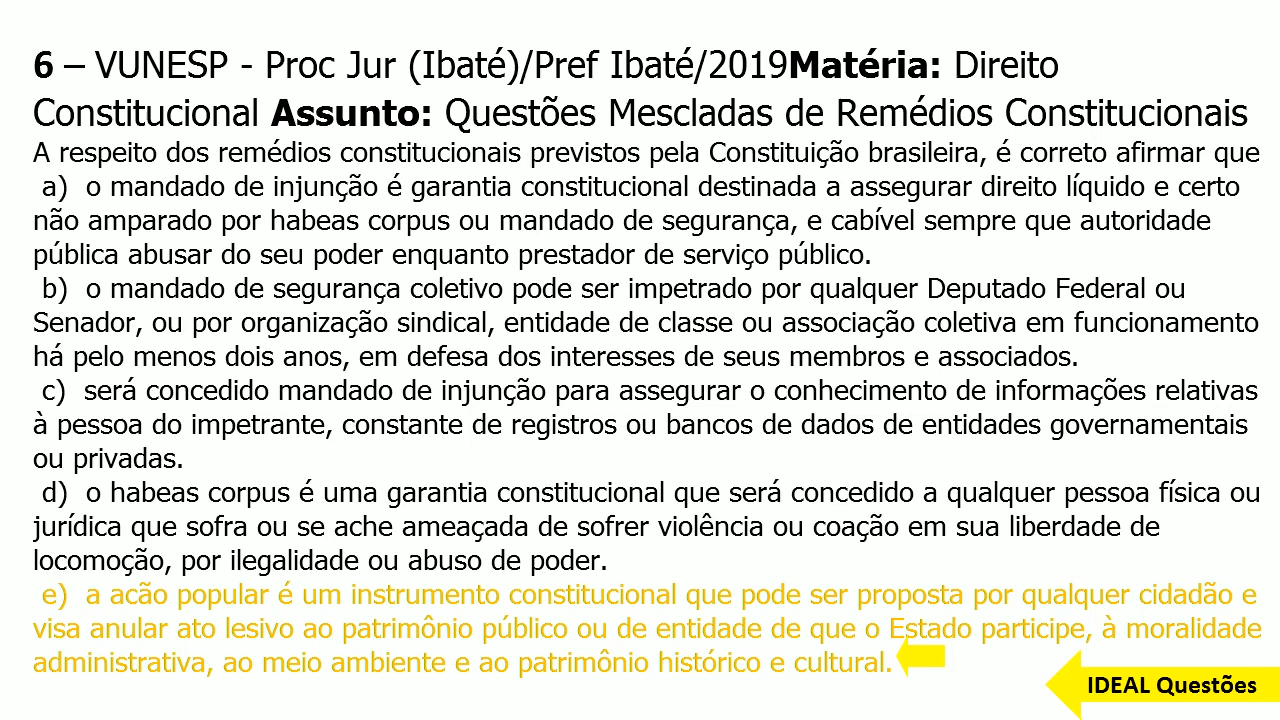 6 – VUNESP - Proc Jur (Ibaté)/Pref Ibaté/2019Matéria: Direito
Constitucional Assunto: Questões Mescladas de Remédios Constitucionais
A respeito dos remédios constitucionais previstos pela Constituição brasileira, é correto afirmar que
a) o mandado de injunção é garantia constitucional destinada a assegurar direito líquido e certo
não amparado por habeas corpus ou mandado de segurança, e cabível sempre que autoridade
pública abusar do seu poder enquanto prestador de serviço público.
b) o mandado de segurança coletivo pode ser impetrado por qualquer Deputado Federal ou
Senador, ou por organização sindical, entidade de classe ou associação coletiva em funcionamento
há pelo menos dois anos, em defesa dos interesses de seus membros e associados.
c) será concedido mandado de injunção para assegurar o conhecimento de informações relativas
à pessoa do impetrante, constante de registros ou bancos de dados de entidades governamentais
ou privadas.
d) o habeas corpus é uma garantia constitucional que será concedido a qualquer pessoa física ou
jurídica que sofra ou se ache ameaçada de sofrer violência ou coação em sua liberdade de
locomoção, por ilegalidade ou abuso de poder.
e) a acão popular é um instrumento constitucional que pode ser proposta por qualquer cidadão e
visa anular ato lesivo ao patrimônio público ou de entidade de que o Estado participe, à moralidade
administrativa, ao meio ambiente e ao patrimônio histórico e cultural.
IDEAL Questões